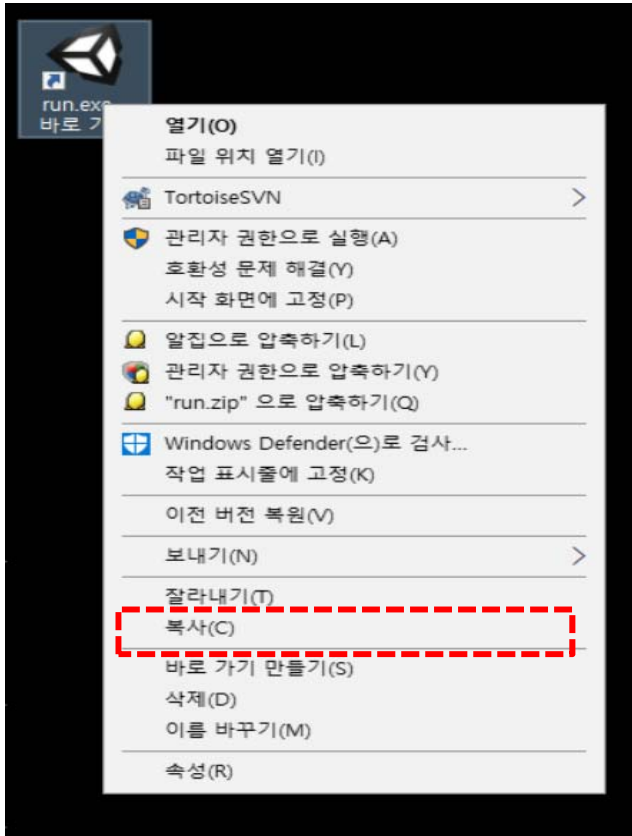 run.exe
바로 가
열기(O)
파일 위치 열기(I)
TortoiseSVN
관리자 권한으로 실행(A)
호환성 문제 해결(Y)
시작 화면에 고정(P)
알집으로 압축하기(L)
관리자 권한으로 압축하기(Y)
"run.zip" 으로 압축하기(Q)
Windows Defender(으)로 검사...
작업 표시줄에 고정(K)
이전 버전 복원(V)
보내기(N)
잘라내기(T)
복사(C)
바로 가기 만들기(S)
삭제(D)
이름 바꾸기(M)
속성(R)